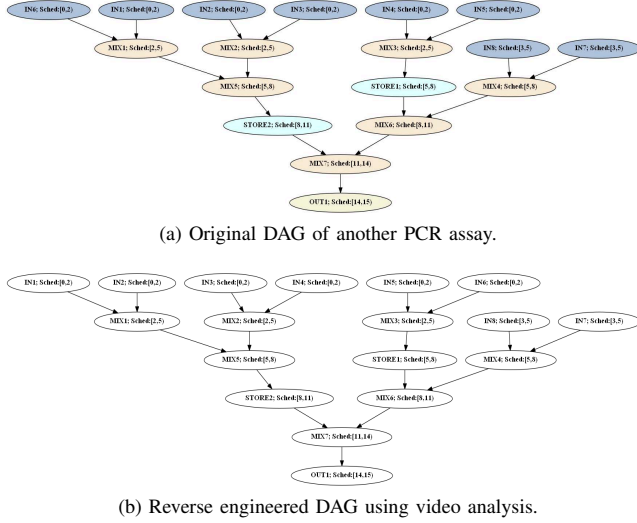 IN6; Sched:[0,2) IN1; Sched:[0,2) IN2; Sched:[0,2) IN3; Sched:[0,2) IN4; Sched:[0,2) IN5; Sched:[0,2)
MIX1; Sched:[2,5) MIX2; Sched:[2,5) MIX3; Sched:[2,5) IN8; Sched:[3,5) IN7; Sched:[3,5)
MIX5; Sched:[5,8) STORE1; Sched:[5,8) MIX4; Sched:[5,8)
STORE2; Sched:[8,11) MIX6; Sched:[8,11)
MIX7; Sched:[11,14)
OUT1; Sched:[14,15)
(a) Original DAG of another PCR assay.
IN1; Sched:[0,2) IN2; Sched:[0,2) IN3; Sched:[0,2) IN4; Sched:[0,2) IN5; Sched:[0,2) IN6; Sched:[0,2)
MIX1; Sched:[2,5) MIX2; Sched:[2,5) MIX3; Sched:[2,5) IN8; Sched:[3,5) IN7; Sched:[3,5)
MIX5; Sched:[5,8) STORE1; Sched:[5,8) MIX4; Sched:[5,8)
STORE2; Sched:[8,11) MIX6; Sched:[8,11)
MIX7; Sched:[11,14)
OUT1; Sched:[14,15)
(b) Reverse engineered DAG using video analysis.